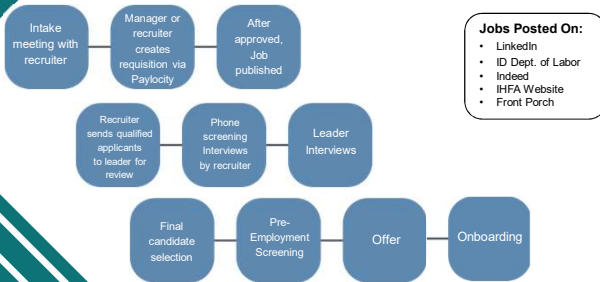 Intake
meeting with
recruiter
Manager or
recruiter
creates
requisition via
Paylocity
After
approved,
Job
published
Jobs Posted On:
• LinkedIn
• ID Dept. of Labor
• Indeed
• IHFA Website
• Front Porch
Recruiter
sends qualified
applicants
to leader for
review
Phone
screening
Interviews
by recruiter
Leader
Interviews
Final
candidate
selection
Pre-
Employment
Screening
Offer
Onboarding